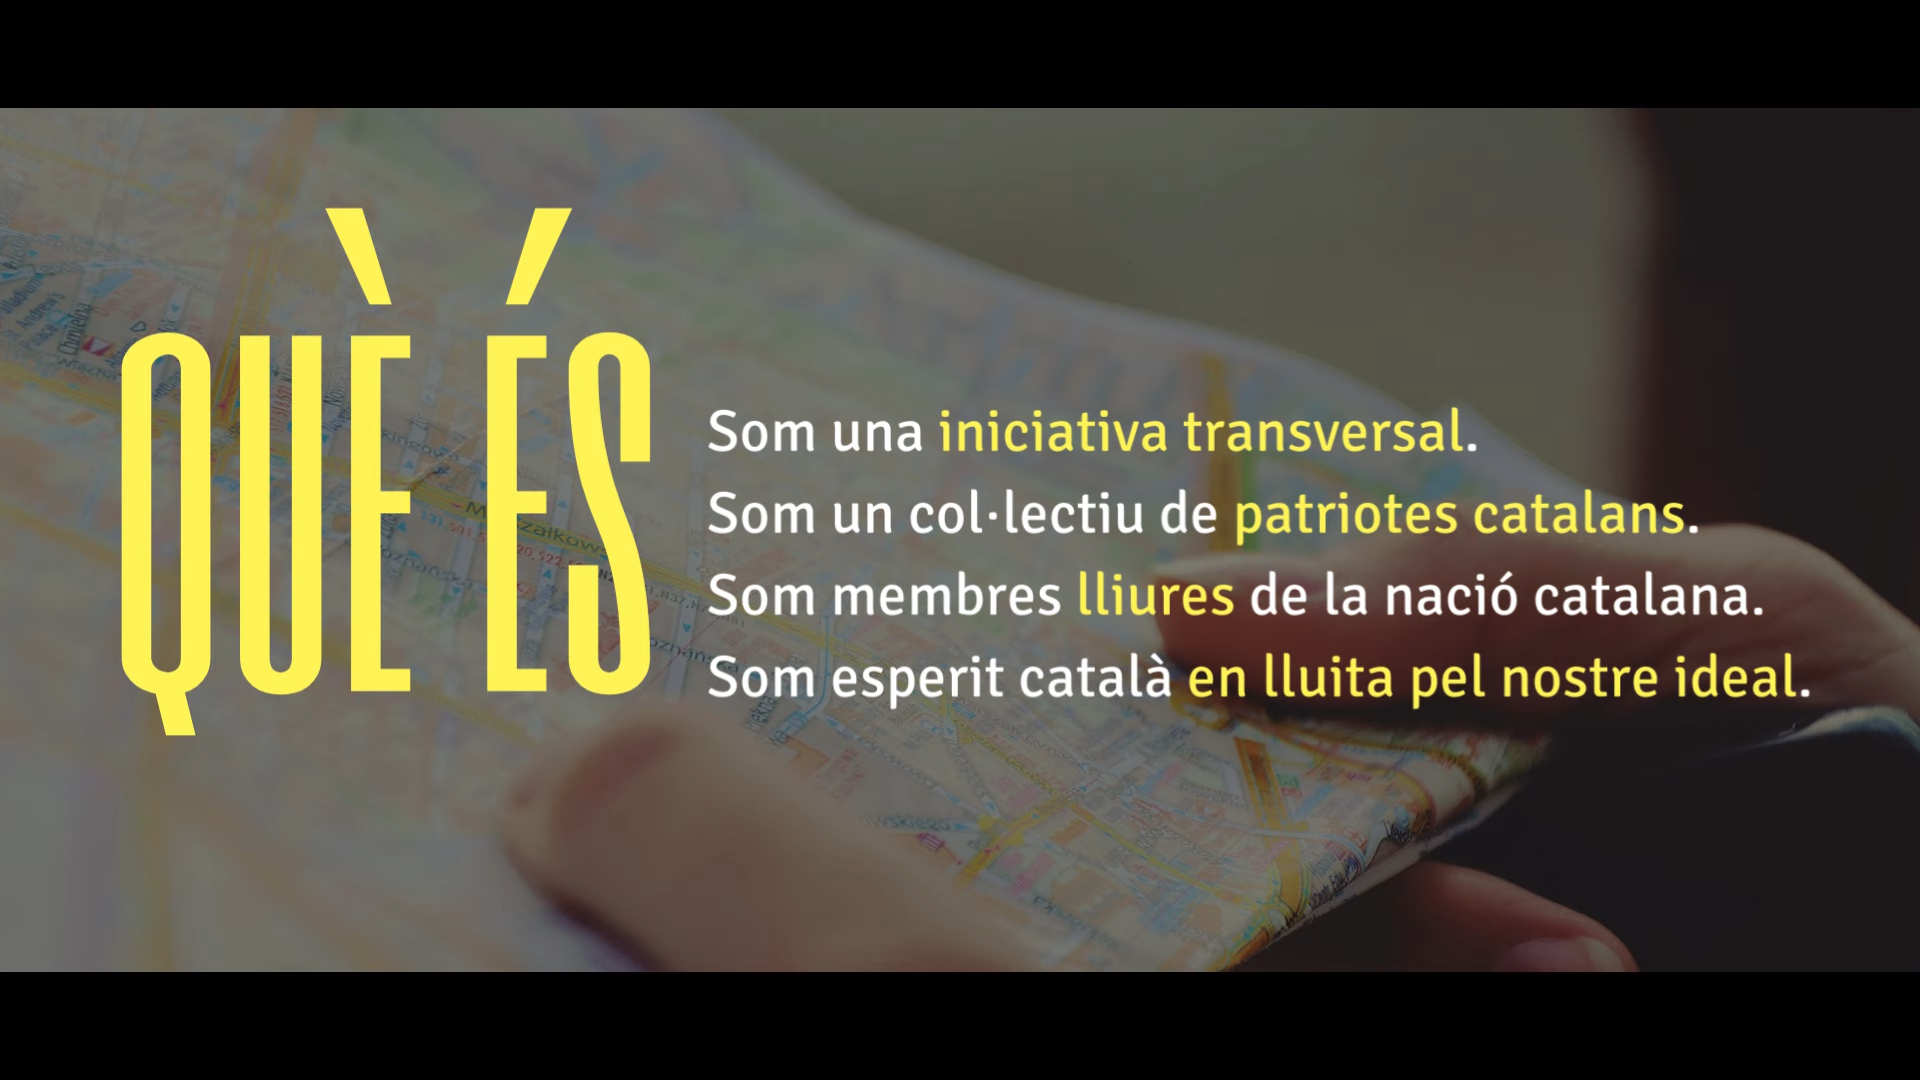 QUÈ ÉS
Som una iniciativa transversal.
Som un col·lectiu de patriotes catalans.
Som membres lliures de la nació catalana.
Som esperit català en lluita pel nostre ideal.